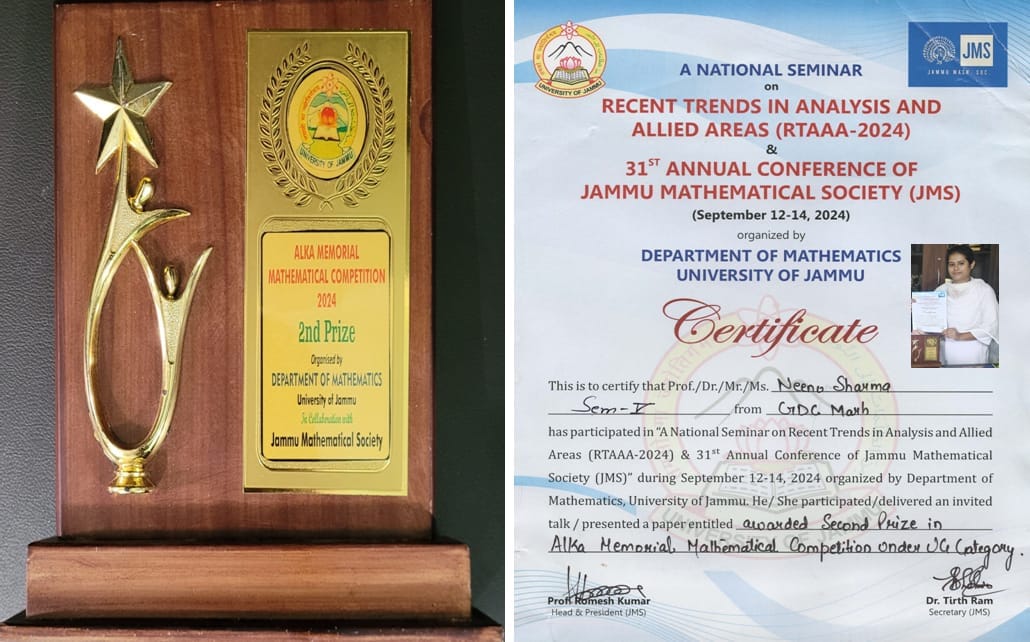 UNIVERSITY OF JAMMU
ALKA MEMORIAL
MATHEMATICAL COMPETITION
2024
2nd Prize
Organised by
DEPARTMENT OF MATHEMATICS
University of Jammu
In Collaboration with
Jammu Mathematical Society
UNIVERSITY OF JAMMU
JMS
JAMMU MATH. SOC.
A NATIONAL SEMINAR
on
RECENT TRENDS IN ANALYSIS AND
ALLIED AREAS (RTAAA-2024)
&
31ST ANNUAL CONFERENCE OF
JAMMU MATHEMATICAL SOCIETY (JMS)
(September 12-14, 2024)
organized by
DEPARTMENT OF MATHEMATICS
UNIVERSITY OF JAMMU
Certificate
This is to certify that Prof./Dr./Mr./Ms. Neena Sharma
Sem-V from GDC Marh
has participated in "A National Seminar on Recent Trends in Analysis and Allied
Areas (RTAAA-2024) & 31st Annual Conference of Jammu Mathematical
Society (JMS)" during September 12-14, 2024 organized by Department of
Mathematics, University of Jammu. He/ She participated/delivered an invited
talk / presented a paper entitled awarded Second Prize in
Alka Memorial Mathematical Competition under UG Category.
Prof. Romesh Kumar
Head & President (JMS)
Dr. Tirth Ram
Secretary (JMS)